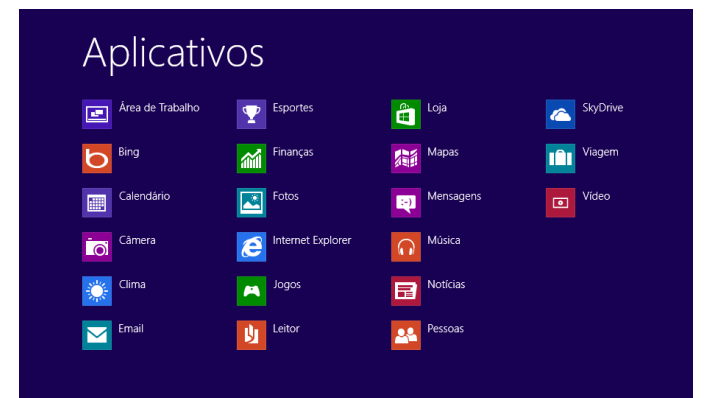 Aplicativos
Área de Trabalho
Bing
Calendário
Câmera
Clima
Email
Esportes
Finanças
Fotos
Internet Explorer
Jogos
Leitor
Loja
Mapas
Mensagens
Música
Notícias
Pessoas
SkyDrive
Viagem
Vídeo